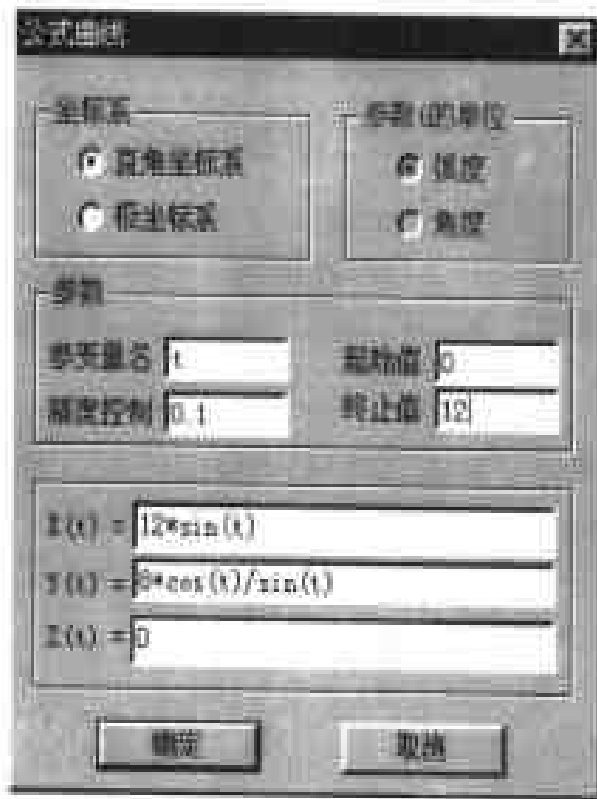 公式曲线
坐标系
直角坐标系
极坐标系
参数(t)的单位
弧度
角度
参数
参变量名 t 起始值 0
精度控制 0.1 终止值 12
X(t) = 12*sin(t)
Y(t) = 8*cos(t)/sin(t)
Z(t) = 0
确定 取消